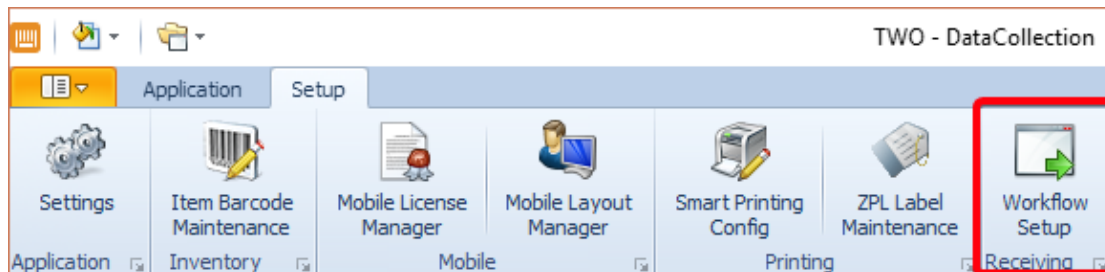 TWO - DataCollection
Application Setup
Settings Item Barcode Mobile License Mobile Layout Smart Printing ZPL Label Workflow
Maintenance Manager Manager Config Maintenance Setup
Application Inventory Mobile Printing Receiving